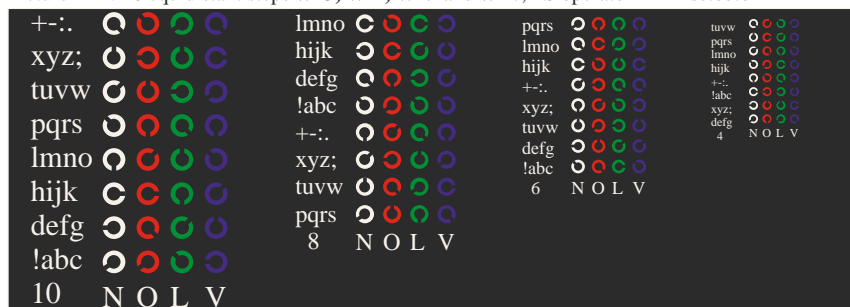 +-:.
xyz;
tuvw
pqrs
lmno
hijk
defg
!abc
10 N O L V
lmno
hijk
defg
!abc
+-:.
xyz;
tuvw
pqrs
8 N O L V
pqrs
lmno
hijk
+-:.
xyz;
tuvw
defg
!abc
6 N O L V
tuvw
pqrs
lmno
hijk
+-:.
!abc
xyz;
defg
4 N O L V